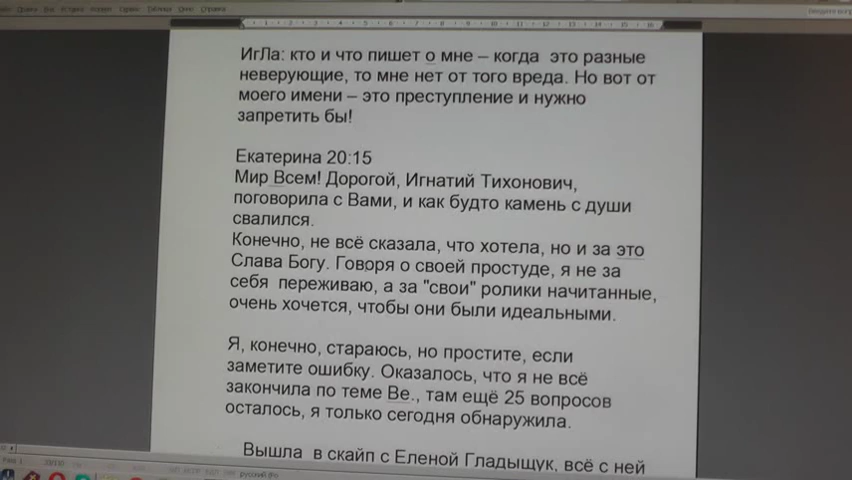 ИгЛа: кто и что пишет о мне – когда  это разные
неверующие, то мне нет от того вреда. Но вот от
моего имени – это преступление и нужно
запретить бы!
Екатерина 20:15
Мир Всем! Дорогой, Игнатий Тихонович,
поговорила с Вами, и как будто камень с души
свалился.
Конечно, не всё сказала, что хотела, но и за это
Слава Богу. Говоря о своей простуде, я не за
себя  переживаю, а за "свои" ролики начитанные,
очень хочется, чтобы они были идеальными.
Я, конечно, стараюсь, но простите, если
заметите ошибку. Оказалось, что я не всё
закончила по теме Ве., там ещё 25 вопросов
осталось, я только сегодня обнаружила.
Вышла  в скайп с Еленой Гладыщук, всё с ней